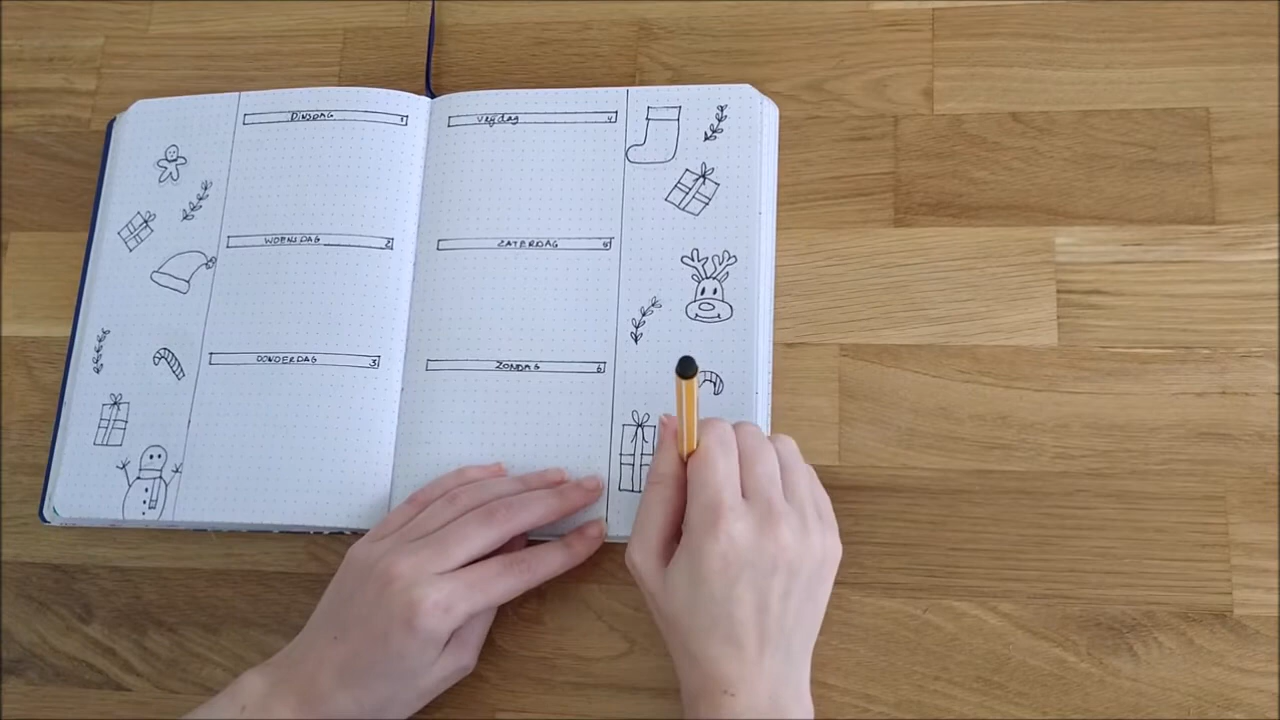 DINSDAG 1
WOENSDAG 2
DONDERDAG 3
Vrijdag 4
ZATERDAG 5
ZONDAG 6